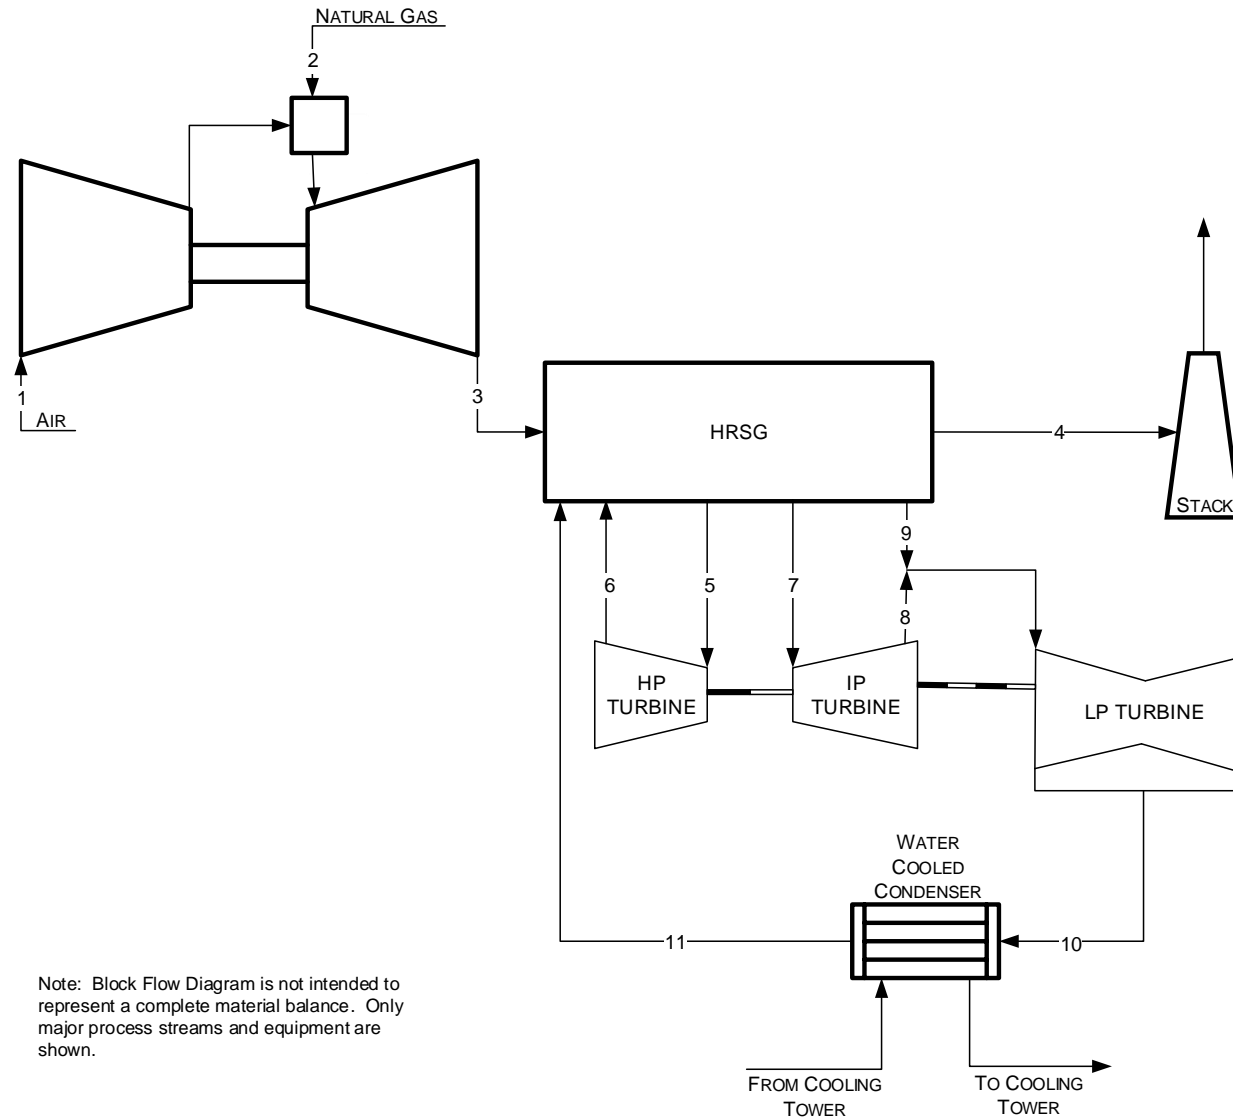 NATURAL GAS
2
1
AIR
3
HRSG
4
STACK
9
6
5
7
8
HP
TURBINE
IP
TURBINE
LP TURBINE
WATER
COOLED
CONDENSER
11
10
Note:  Block Flow Diagram is not intended to
represent a complete material balance.  Only
major process streams and equipment are
shown.
FROM COOLING
TOWER
TO COOLING
TOWER